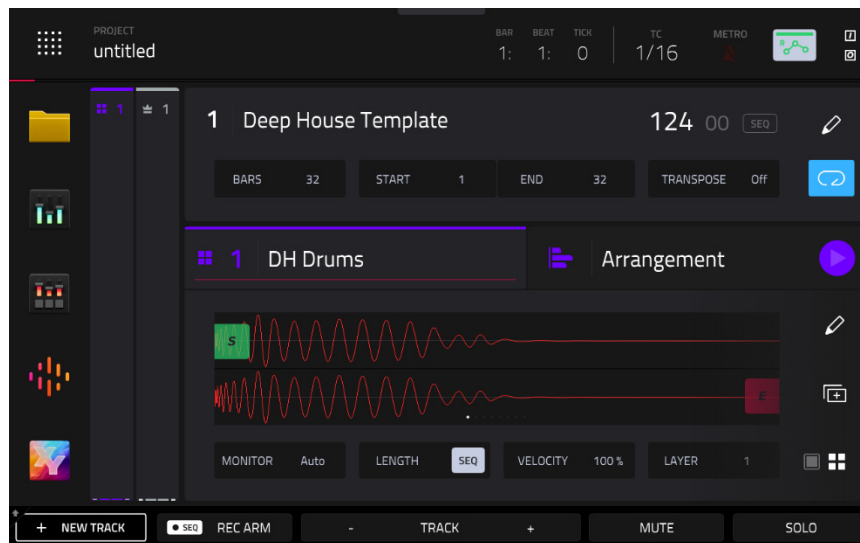 PROJECT
untitled
BAR BEAT TICK
1: 1: 0
TC
1/16
METRO
1 1
1 Deep House Template
124 00 SEQ
BARS 32 START 1 END 32 TRANSPOSE Off
1 DH Drums
Arrangement
S
E
MONITOR Auto LENGTH SEQ VELOCITY 100 % LAYER 1
+ NEW TRACK SEQ REC ARM - TRACK + MUTE SOLO